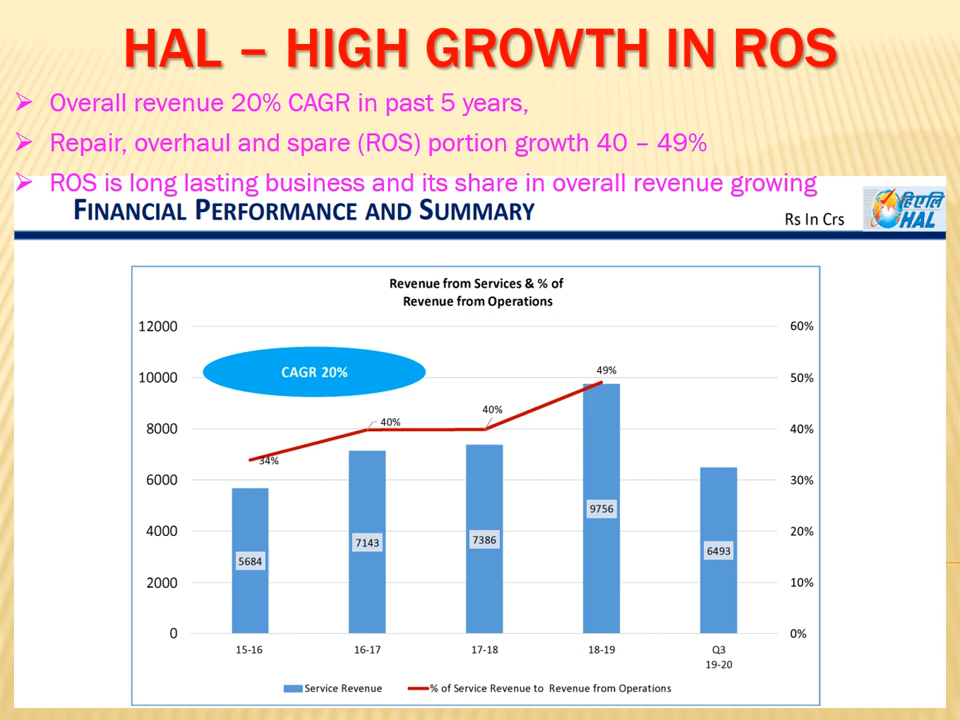 HAL – HIGH GROWTH IN ROS
➢ Overall revenue 20% CAGR in past 5 years,
➢ Repair, overhaul and spare (ROS) portion growth 40 – 49%
➢ ROS is long lasting business and its share in overall revenue growing
FINANCIAL PERFORMANCE AND SUMMARY
Rs In Crs
हिएलि
HAL
Revenue from Services & % of
Revenue from Operations
12000
10000
8000
6000
4000
2000
0
60%
50%
40%
30%
20%
10%
0%
CAGR 20%
34%
40%
40%
49%
5684
7143
7386
9756
6493
15-16
16-17
17-18
18-19
Q3
19-20
Service Revenue
% of Service Revenue to Revenue from Operations